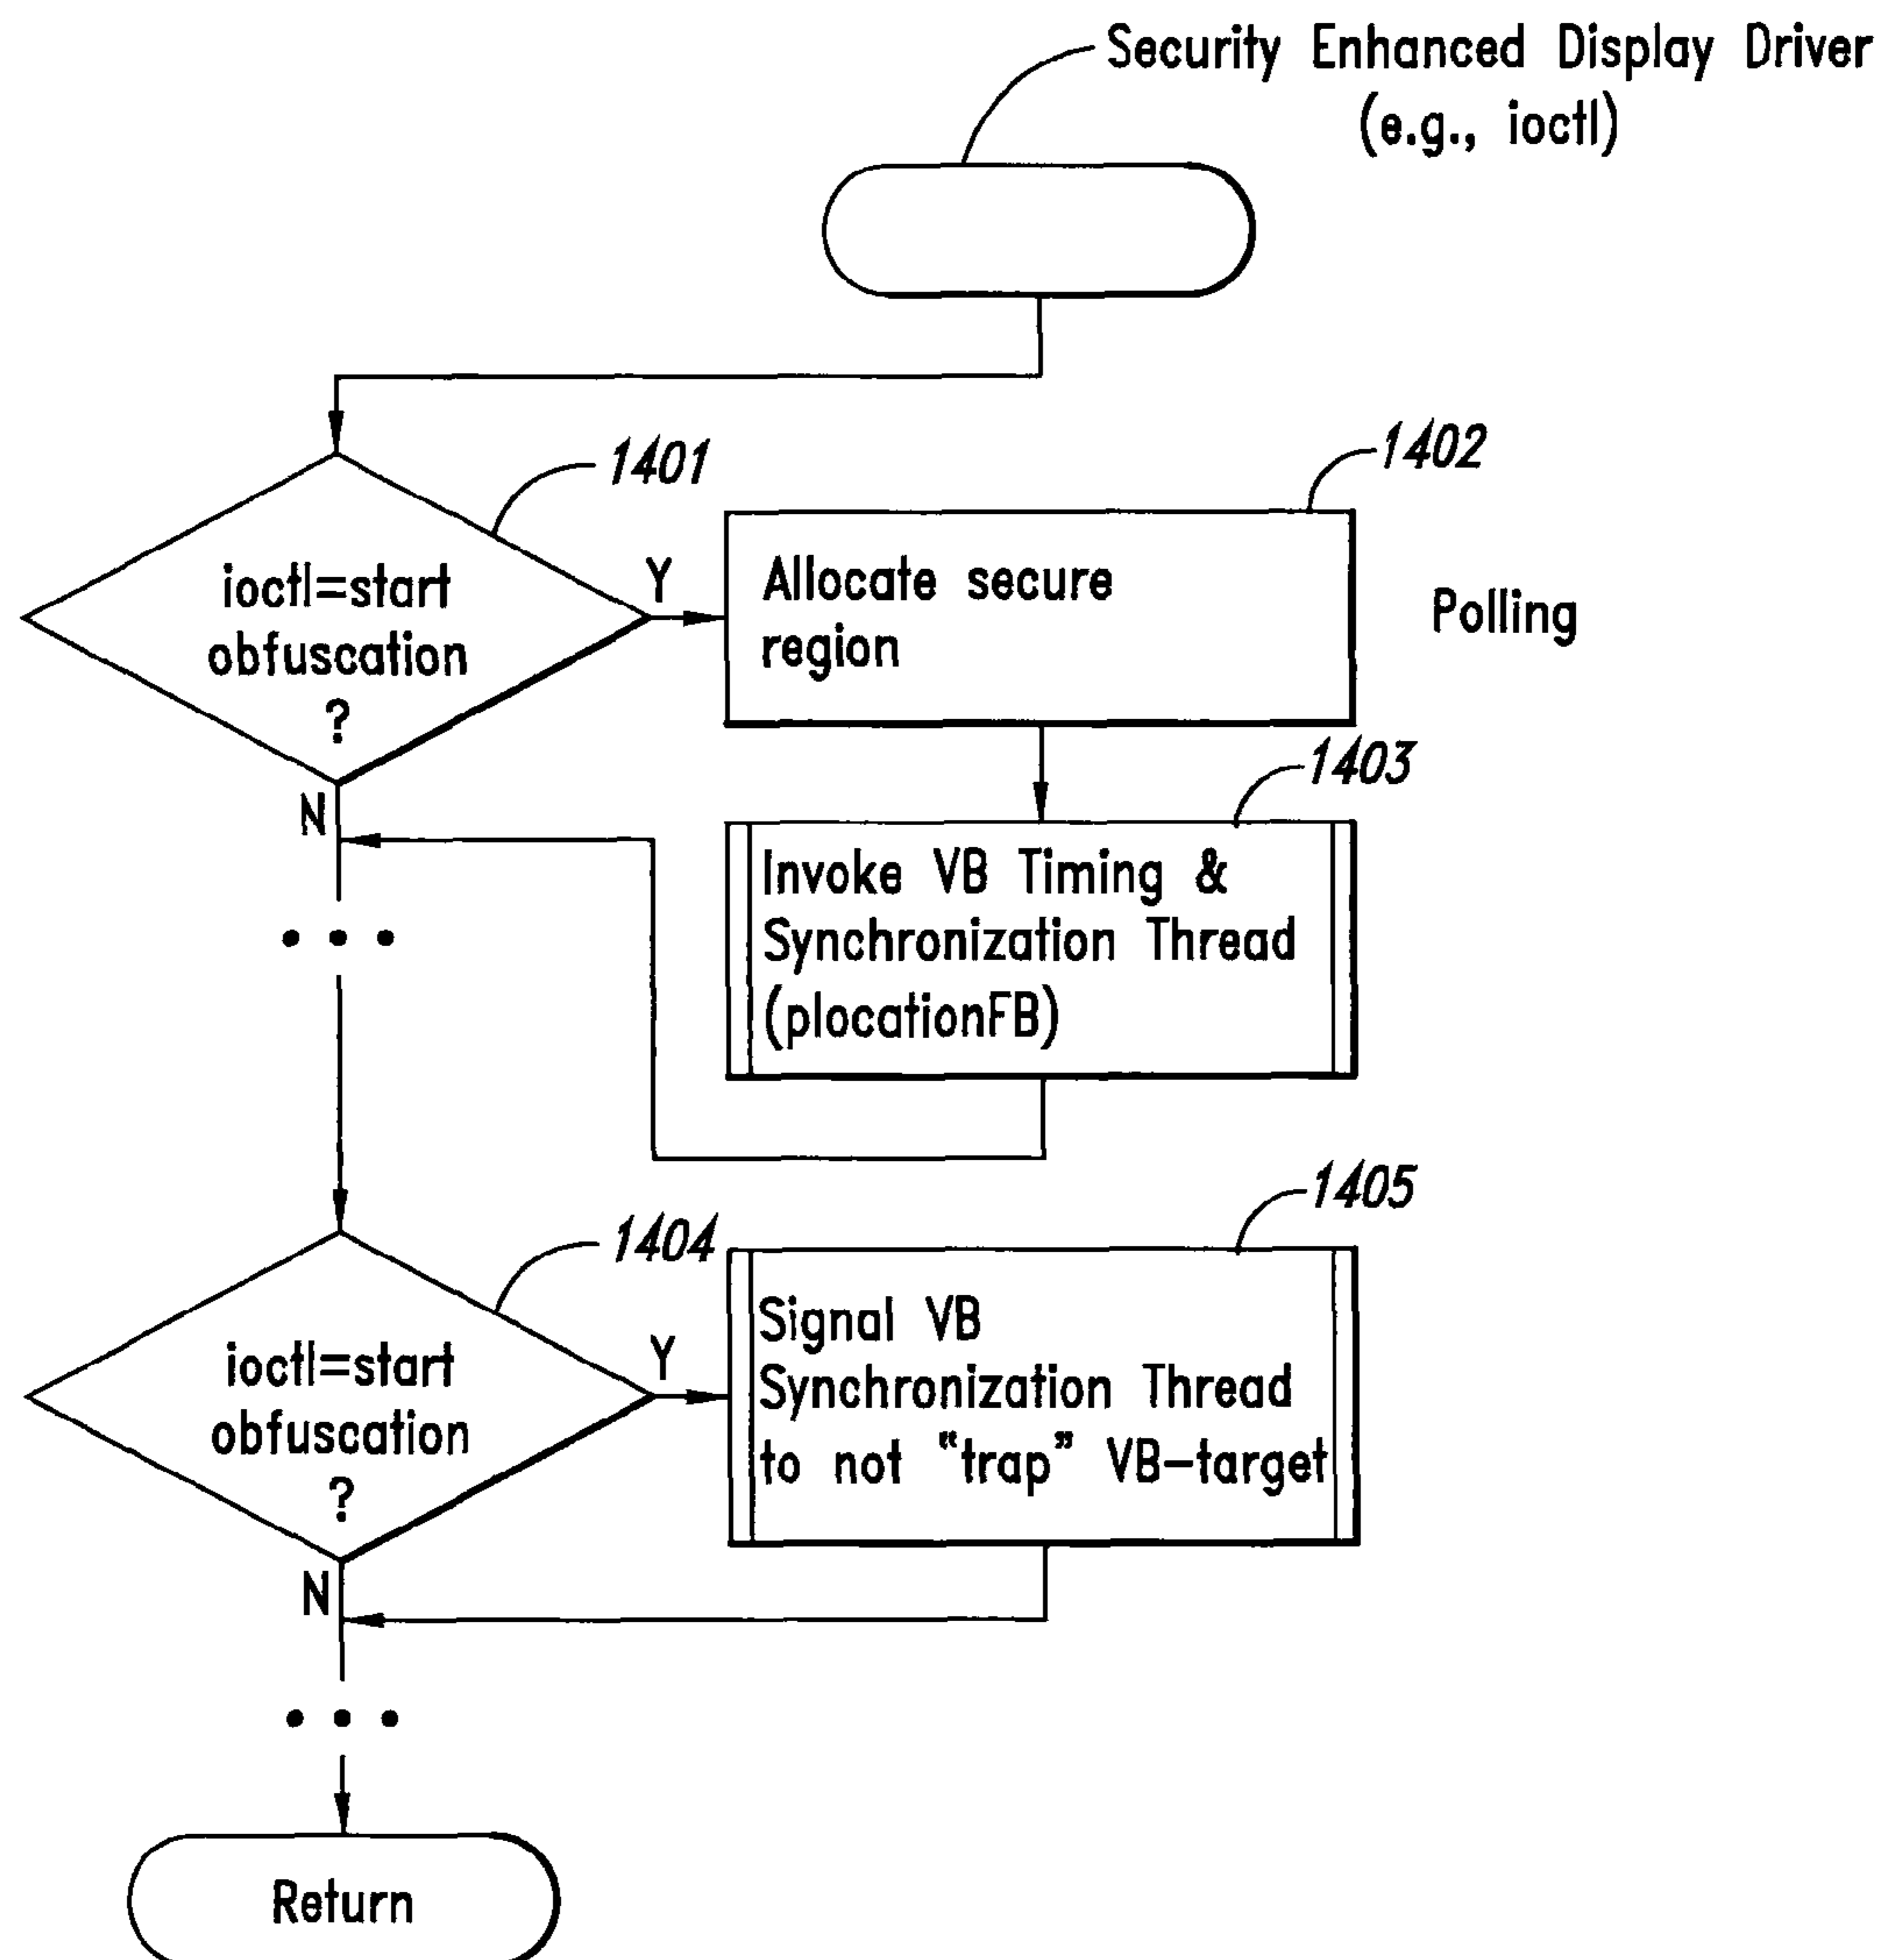 Security Enhanced Display Driver
(e.g., ioctl)
1401
ioctl=start
obfuscation
?
Y
N
1402
Allocate secure
region
Polling
1403
Invoke VB Timing &
Synchronization Thread
(plocationFB)
• • •
1404
ioctl=start
obfuscation
?
Y
N
1405
Signal VB
Synchronization Thread
to not "trap" VB-target
• • •
Return